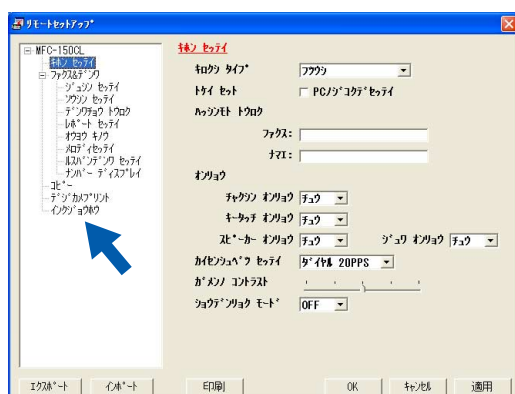 リモートセットアップ
MFC-150CL
キホン セッテイ
ファクス&デンワ
ジュシン セッテイ
ソウシン セッテイ
デンワチョウ トウロク
レポート セッテイ
オウヨウ キノウ
メロディセッテイ
ルスバンデンワ セッテイ
ナンバー ディスプレイ
コピー
デジカメプリント
インクジョウホウ
キホン セッテイ
キロクシ タイプ フツウシ
トケイ セット PC/ジコクデセッテイ
ハッシンモト トウロク
ファクス:
ナマエ:
オンリョウ
チャクシン オンリョウ チュウ
キータッチ オンリョウ チュウ
スピーカー オンリョウ チュウ ジュワ オンリョウ チュウ
カイセンシュベツ セッテイ ダイヤル 20PPS
ガメンノ コントラスト
ショウデンリョク モード OFF
エクスポート インポート 印刷 OK キャンセル 適用